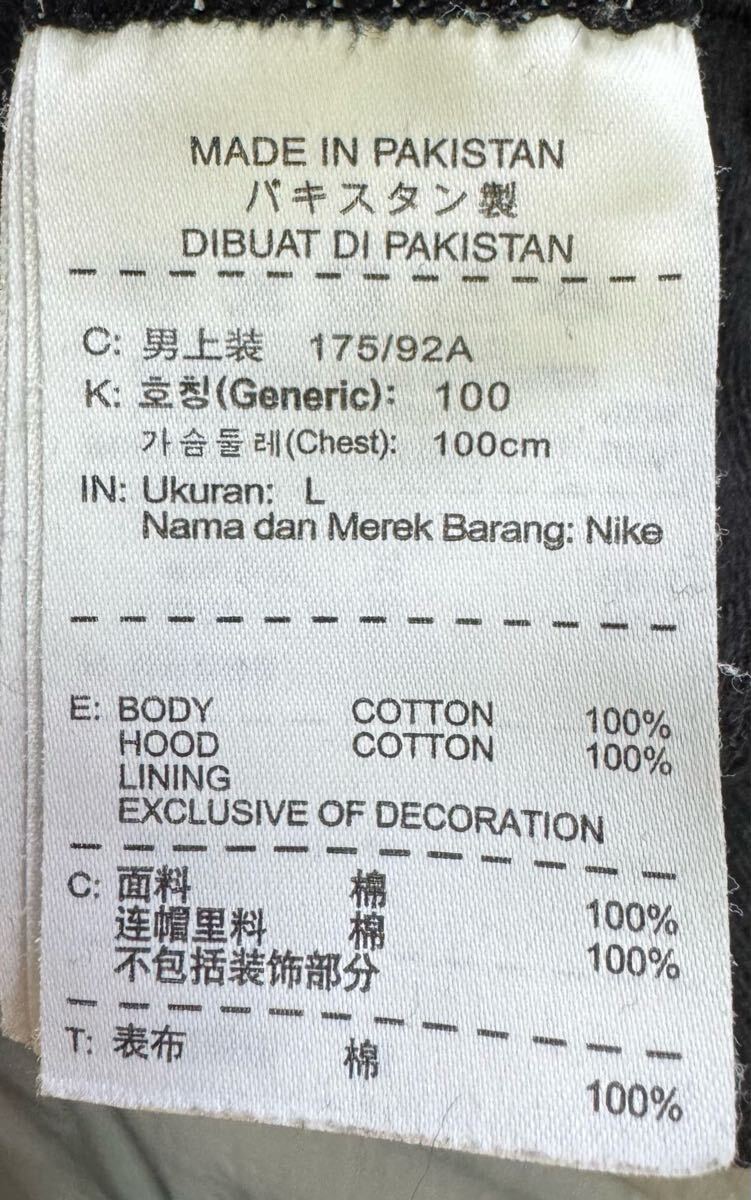 MADE IN PAKISTAN
パキスタン製
DIBUAT DI PAKISTAN
C: 男上装 175/92A
K: 호칭(Generic): 100
가슴둘레(Chest): 100cm
IN: Ukuran: L
Nama dan Merek Barang: Nike
E: BODY COTTON 100%
HOOD COTTON 100%
LINING
EXCLUSIVE OF DECORATION
C: 面料 棉 100%
连帽里料 棉 100%
不包括装饰部分
T: 表布 棉 100%